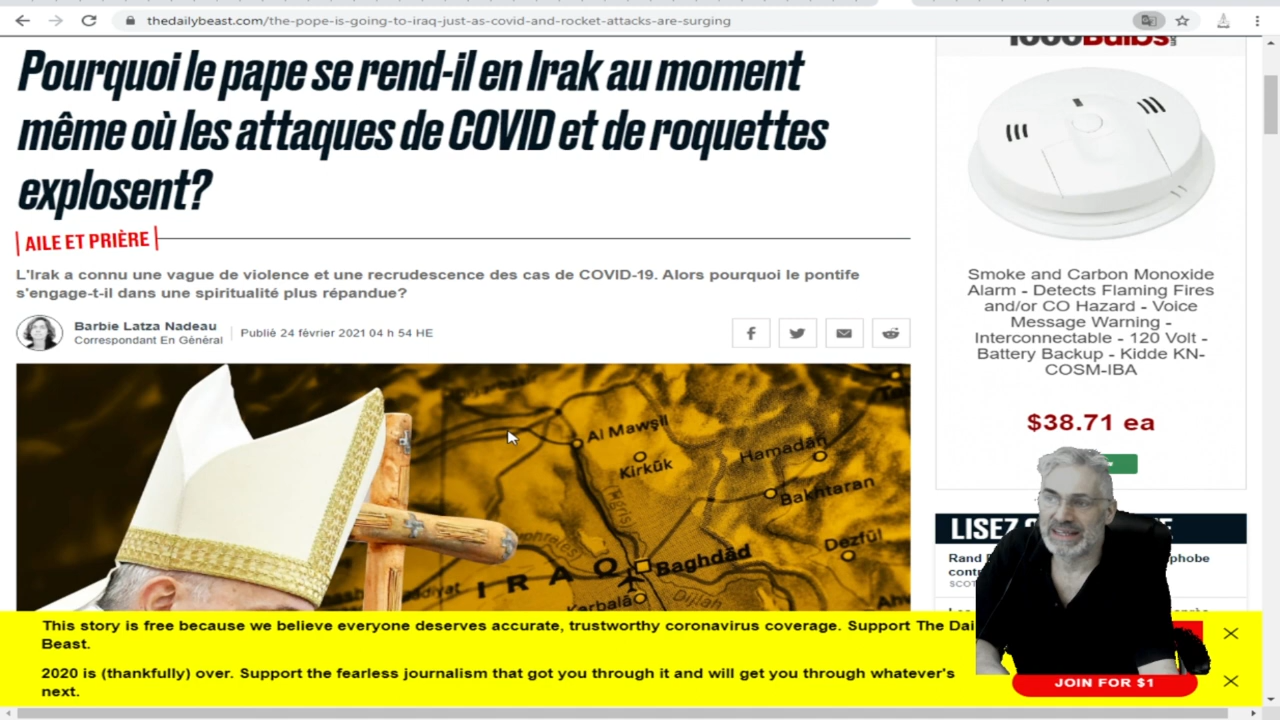 thedailybeast.com/the-pope-is-going-to-iraq-just-as-covid-and-rocket-attacks-are-surging
Pourquoi le pape se rend-il en Irak au moment
même où les attaques de COVID et de roquettes
explosent?
AILE ET PRIÈRE
L'Irak a connu une vague de violence et une recrudescence des cas de COVID-19. Alors pourquoi le pontife
s'engage-t-il dans une spiritualité plus répandue?
Barbie Latza Nadeau
Correspondant En Général
Publié 24 février 2021 04 h 54 HE
Al Mawşil
Kirkūk
Hamadān
Bakhtaran
Dezfūl
Baghdād
IRAQ
Karbalā
Dijlah
1000Bulbs
Smoke and Carbon Monoxide
Alarm - Detects Flaming Fires
and/or CO Hazard - Voice
Message Warning -
Interconnectable - 120 Volt -
Battery Backup - Kidde KN-
COSM-IBA
$38.71 ea
LISEZ
Rand
This story is free because we believe everyone deserves accurate, trustworthy coronavirus coverage. Support The Dai
Beast.
2020 is (thankfully) over. Support the fearless journalism that got you through it and will get you through whatever's
next.
JOIN FOR $1